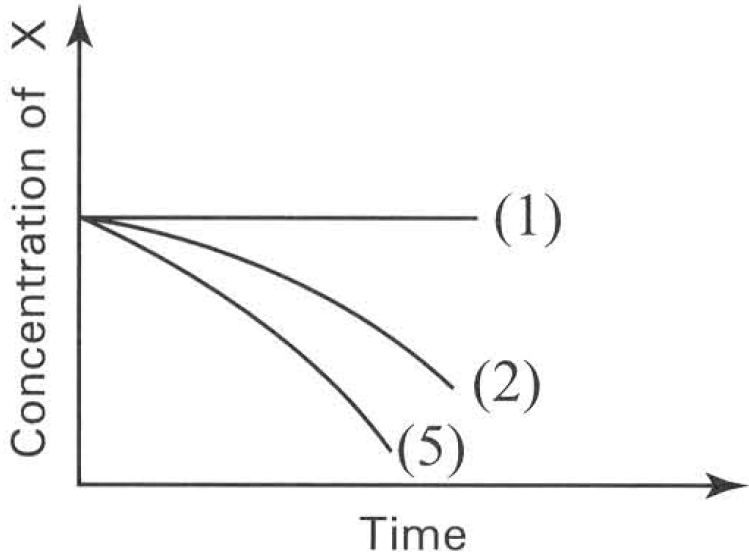 Concentration of X
(1)
(2)
(5)
Time